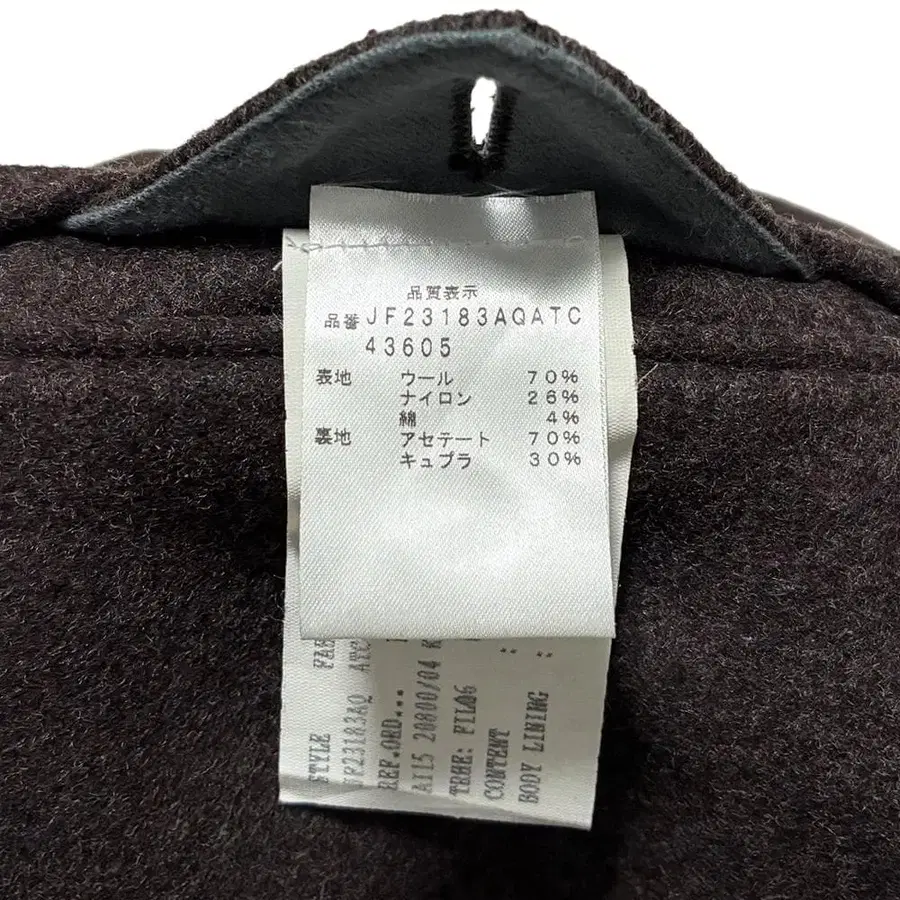 品質表示
品番 JF23183AQATC
43605
表地 ウール 70%
ナイロン 26%
綿 4%
裏地 アセテート 70%
キュプラ 30%
STYLE
JF23183AQ ATC
REF.ORD...
AI15 20800/04 K
CONTENT
BODY LINING